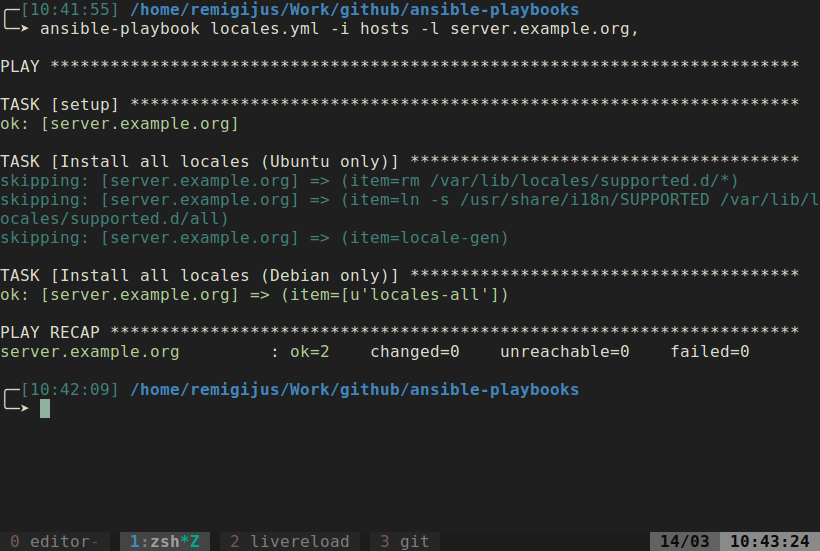 [10:41:55] /home/remigijus/Work/github/ansible-playbooks
ansible-playbook locales.yml -i hosts -l server.example.org,
PLAY ***************************************************************************
TASK [setup] *******************************************************************
ok: [server.example.org]
TASK [Install all locales (Ubuntu only)] ***************************************
skipping: [server.example.org] => (item=rm /var/lib/locales/supported.d/*)
skipping: [server.example.org] => (item=ln -s /usr/share/i18n/SUPPORTED /var/lib/l
ocales/supported.d/all)
skipping: [server.example.org] => (item=locale-gen)
TASK [Install all locales (Debian only)] ***************************************
ok: [server.example.org] => (item=[u'locales-all'])
PLAY RECAP *********************************************************************
server.example.org         : ok=2    changed=0    unreachable=0    failed=0
[10:42:09] /home/remigijus/Work/github/ansible-playbooks
0 editor-  1:zsh*Z  2 livereload  3 git  14/03  10:43:24